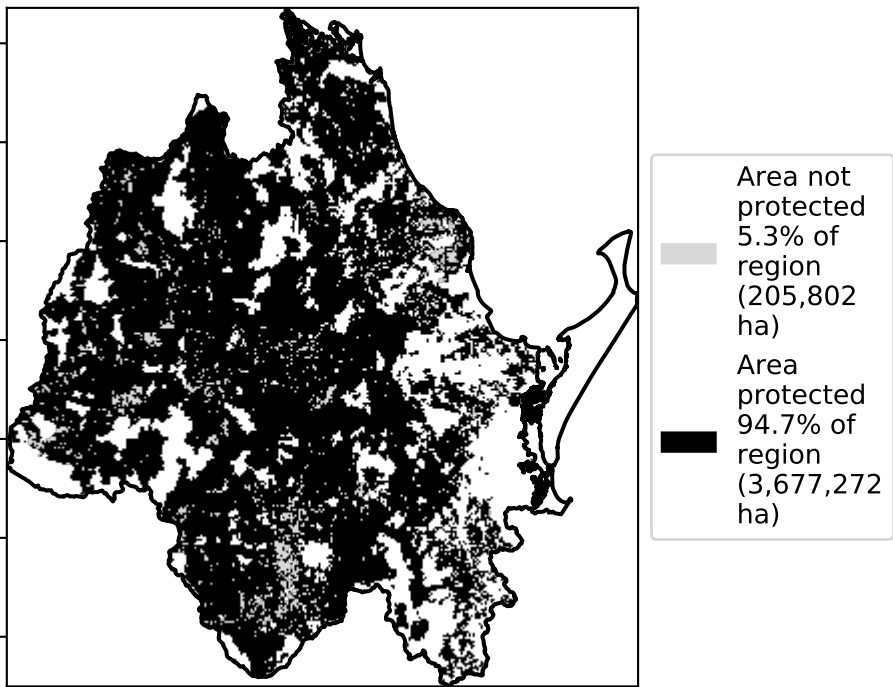 Area not
protected
5.3% of
region
(205,802
ha)
Area
protected
94.7% of
region
(3,677,272
ha)